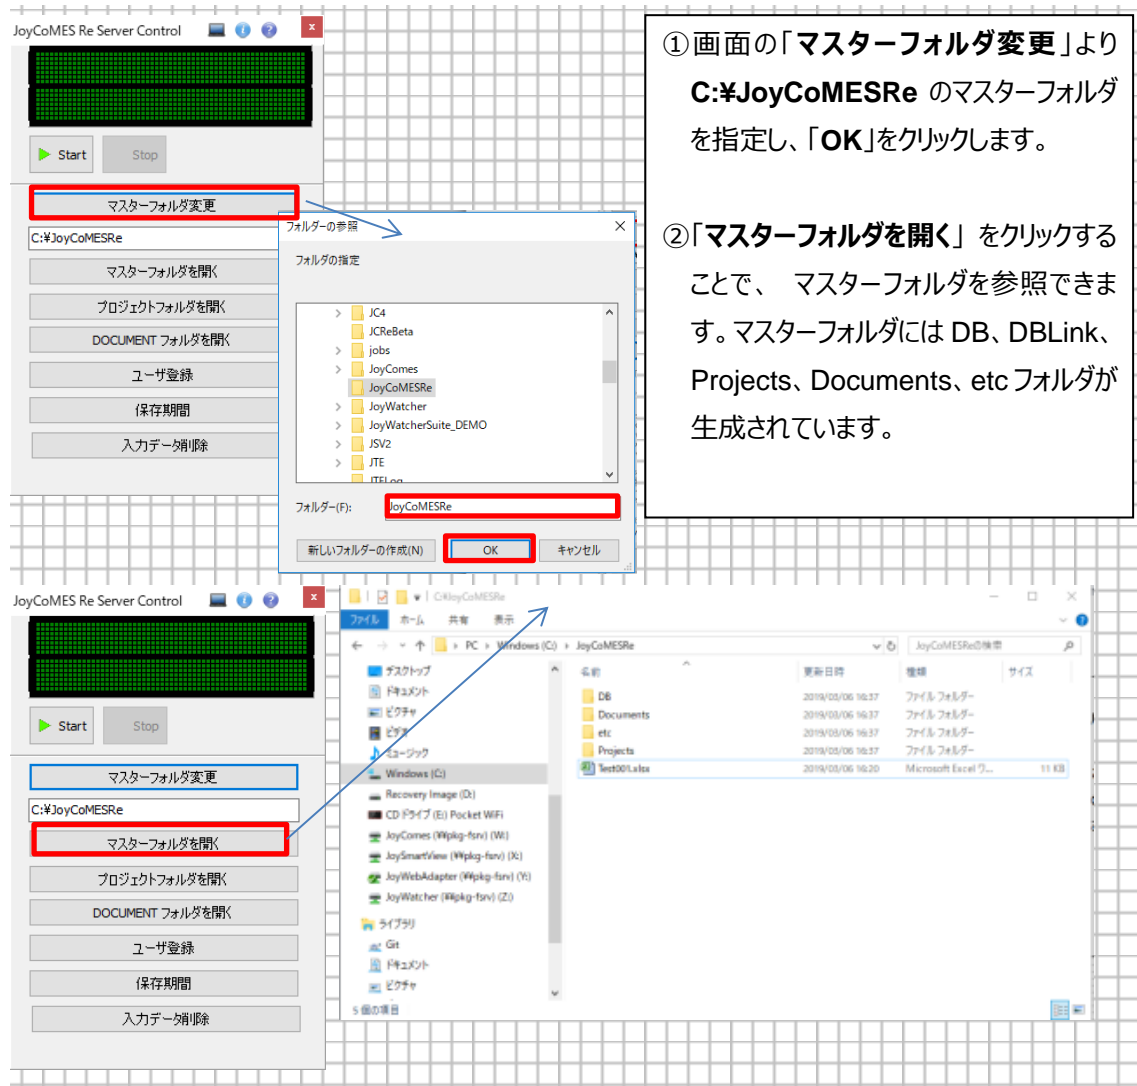 JoyCoMES Re Server Control
Start
Stop
マスターフォルダ変更
C:¥JoyCoMESRe
マスターフォルダを開く
プロジェクトフォルダを開く
DOCUMENT フォルダを開く
ユーザ登録
保存期間
入力データ削除
フォルダーの参照
フォルダの指定
JC4
JCReBeta
jobs
JoyComes
JoyCoMESRe
JoyWatcher
JoyWatcherSuite_DEMO
JSV2
JTE
JTELog
フォルダー(F):
JoyCoMESRe
新しいフォルダーの作成(N)
OK
キャンセル
①画面の「マスターフォルダ変更」より
C:¥JoyCoMESRe のマスターフォルダ
を指定し、「OK」をクリックします。
②「マスターフォルダを開く」 をクリックする
ことで、 マスターフォルダを参照できま
す。マスターフォルダには DB、DBLink、
Projects、Documents、etc フォルダが
生成されています。
JoyCoMES Re Server Control
Start
Stop
マスターフォルダ変更
C:¥JoyCoMESRe
マスターフォルダを開く
プロジェクトフォルダを開く
DOCUMENT フォルダを開く
ユーザ登録
保存期間
入力データ削除
C:¥JoyCoMESRe
ファイル ホーム 共有 表示
PC › Windows (C:) › JoyCoMESRe
JoyCoMESReの検索
デスクトップ
ドキュメント
ピクチャ
ビデオ
ミュージック
Windows (C:)
Recovery Image (D:)
CD ドライブ (E:) Pocket WiFi
JoyComes (¥¥pkg-fsrv) (W:)
JoySmartView (¥¥pkg-fsrv) (X:)
JoyWebAdapter (¥¥pkg-fsrv) (Y:)
JoyWatcher (¥¥pkg-fsrv) (Z:)
ライブラリ
Git
ドキュメント
ピクチャ
名前 更新日時 種類 サイズ
DB 2019/03/06 16:37 ファイル フォルダー
Documents 2019/03/06 16:37 ファイル フォルダー
etc 2019/03/06 16:37 ファイル フォルダー
Projects 2019/03/06 16:37 ファイル フォルダー
Test001.xlsx 2019/03/06 16:20 Microsoft Excel ワ... 11 KB
5 個の項目